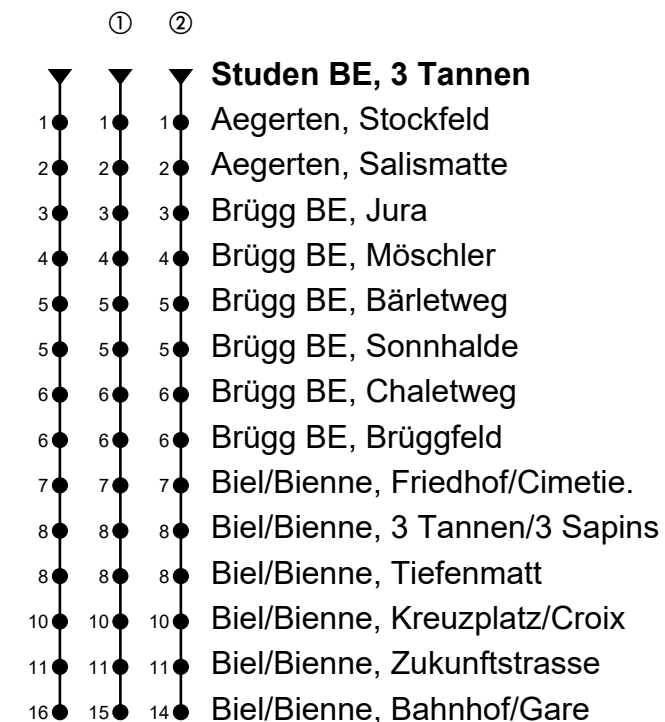 ① ②
Studen BE, 3 Tannen
1 1 1 Aegerten, Stockfeld
2 2 2 Aegerten, Salismatte
3 3 3 Brügg BE, Jura
4 4 4 Brügg BE, Möschler
5 5 5 Brügg BE, Bärletweg
5 5 5 Brügg BE, Sonnhalde
6 6 6 Brügg BE, Chaletweg
6 6 6 Brügg BE, Brüggfeld
7 7 7 Biel/Bienne, Friedhof/Cimetie.
8 8 8 Biel/Bienne, 3 Tannen/3 Sapins
8 8 8 Biel/Bienne, Tiefenmatt
10 10 10 Biel/Bienne, Kreuzplatz/Croix
11 11 11 Biel/Bienne, Zukunftstrasse
16 15 14 Biel/Bienne, Bahnhof/Gare